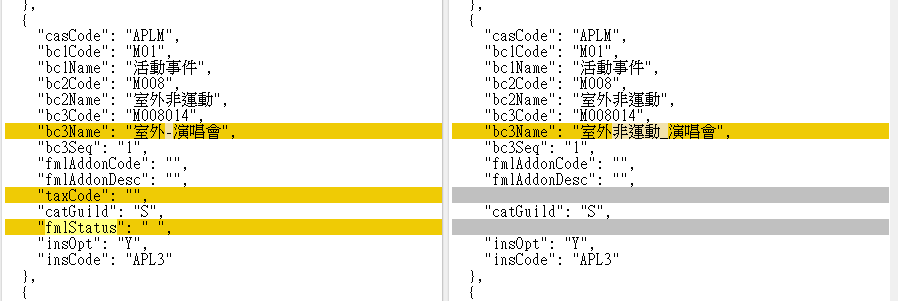 },
{
"casCode": "APLM",
"bc1Code": "M01",
"bc1Name": "活動事件",
"bc2Code": "M008",
"bc2Name": "室外非運動",
"bc3Code": "M008014",
"bc3Name": "室外-演唱會",
"bc3Seq": "1",
"fmlAddonCode": "",
"fmlAddonDesc": "",
"taxCode": "",
"catGuild": "S",
"fmlStatus": " ",
"insOpt": "Y",
"insCode": "APL3"
},
{
},
{
"casCode": "APLM",
"bc1Code": "M01",
"bc1Name": "活動事件",
"bc2Code": "M008",
"bc2Name": "室外非運動",
"bc3Code": "M008014",
"bc3Name": "室外非運動_演唱會",
"bc3Seq": "1",
"fmlAddonCode": "",
"fmlAddonDesc": "",
"catGuild": "S",
"insOpt": "Y",
"insCode": "APL3"
},
{